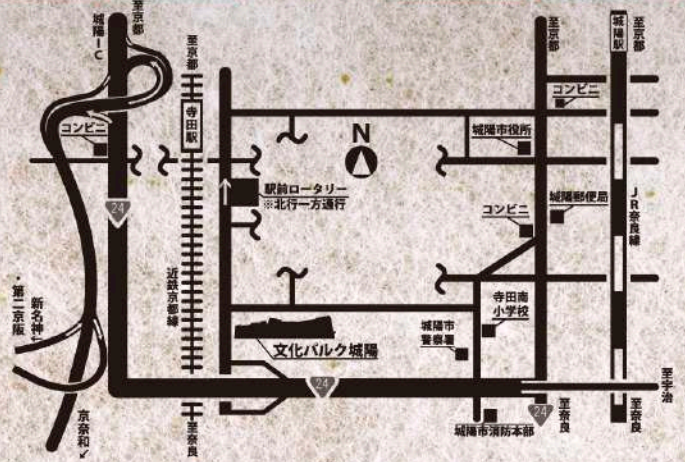 至京都
城陽IC
至京都
至京都
城陽駅
至京都
寺田駅
コンビニ
コンビニ
城陽市役所
N
駅前ロータリー
※北行一方通行
24
コンビニ
城陽郵便局
JR奈良線
近鉄京都線
新名神
・第二京阪
寺田南
小学校
城陽市
警察署
文化パルク城陽
24
24
至宇治
至奈良
至奈良
至奈良
京奈和
城陽市消防本部